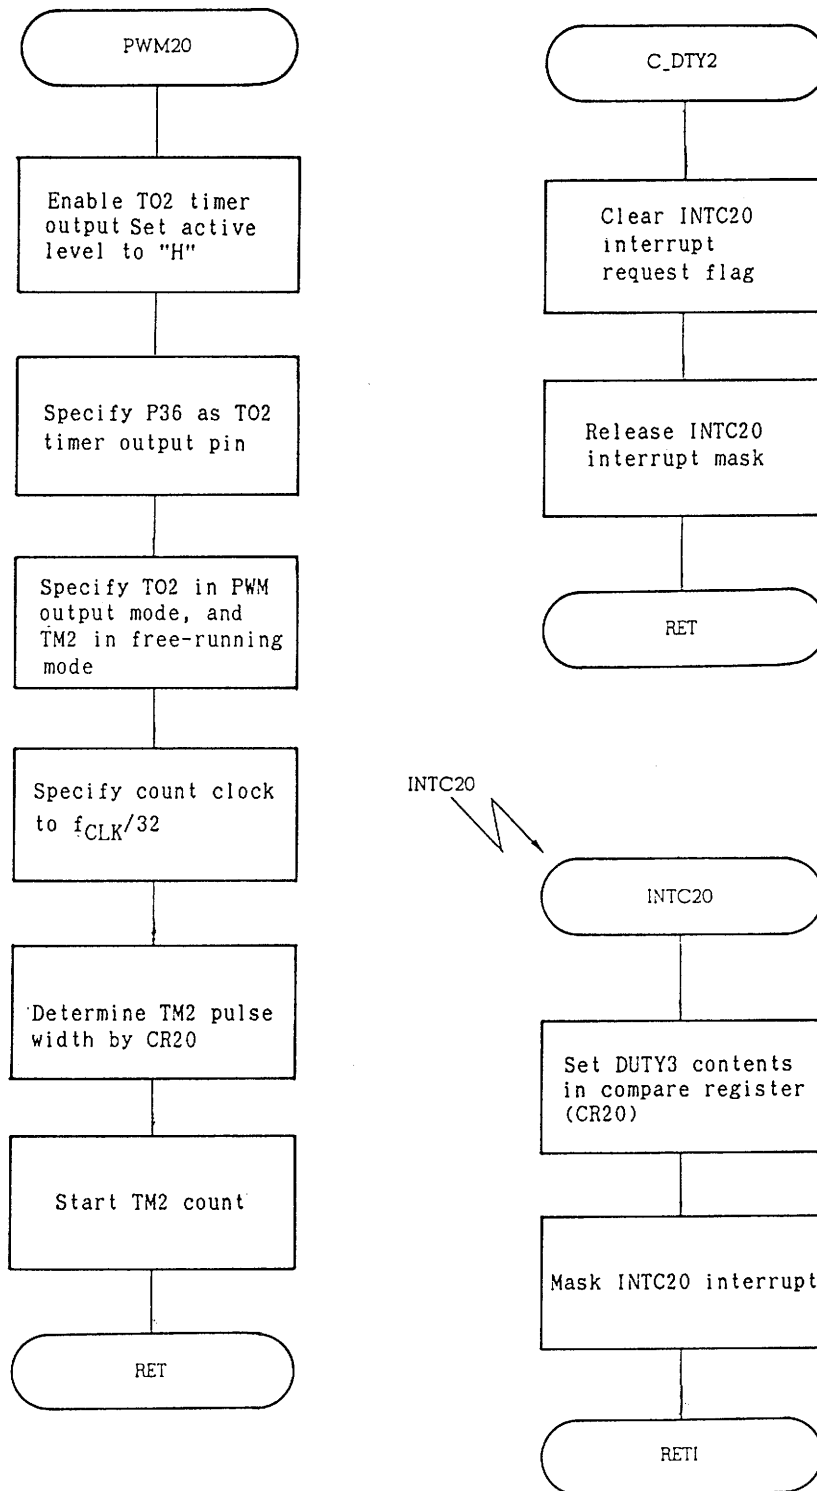 PWM20
Enable TO2 timer
output Set active
level to "H"
Specify P36 as TO2
timer output pin
Specify TO2 in PWM
output mode, and
TM2 in free-running
mode
Specify count clock
to fCLK/32
Determine TM2 pulse
width by CR20
Start TM2 count
RET
C_DTY2
Clear INTC20
interrupt
request flag
Release INTC20
interrupt mask
RET
INTC20
INTC20
Set DUTY3 contents
in compare register
(CR20)
Mask INTC20 interrupt
RETI